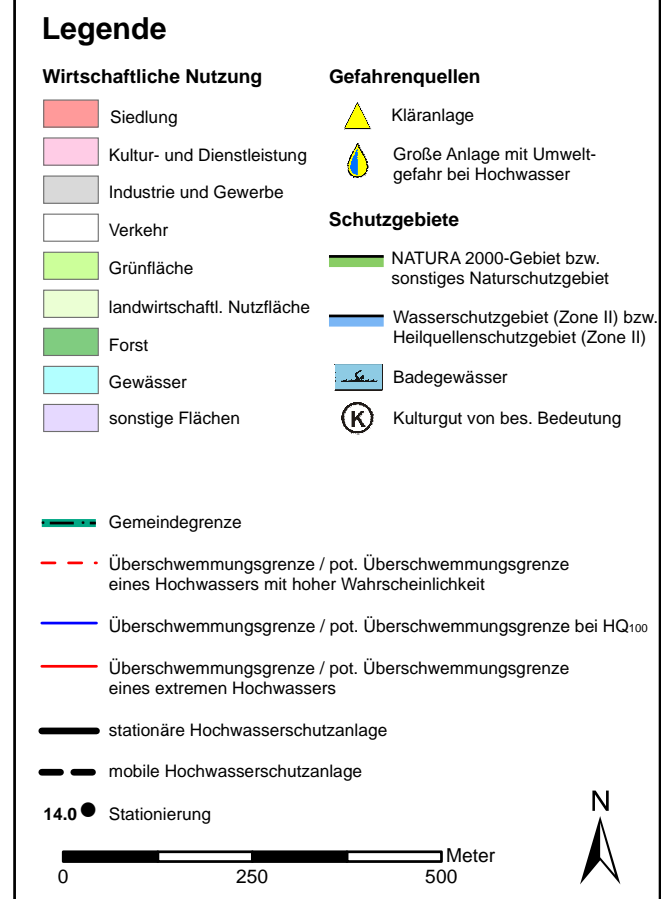 Legende
Wirtschaftliche Nutzung
Siedlung
Kultur- und Dienstleistung
Industrie und Gewerbe
Verkehr
Grünfläche
landwirtschaftl. Nutzfläche
Forst
Gewässer
sonstige Flächen
Gefahrenquellen
Kläranlage
Große Anlage mit Umwelt-
gefahr bei Hochwasser
Schutzgebiete
NATURA 2000-Gebiet bzw.
sonstiges Naturschutzgebiet
Wasserschutzgebiet (Zone II) bzw.
Heilquellenschutzgebiet (Zone II)
Badegewässer
K Kulturgut von bes. Bedeutung
Gemeindegrenze
Überschwemmungsgrenze / pot. Überschwemmungsgrenze
eines Hochwassers mit hoher Wahrscheinlichkeit
Überschwemmungsgrenze / pot. Überschwemmungsgrenze bei HQ₁₀₀
Überschwemmungsgrenze / pot. Überschwemmungsgrenze
eines extremen Hochwassers
stationäre Hochwasserschutzanlage
mobile Hochwasserschutzanlage
14.0 Stationierung
N
Meter
0 250 500